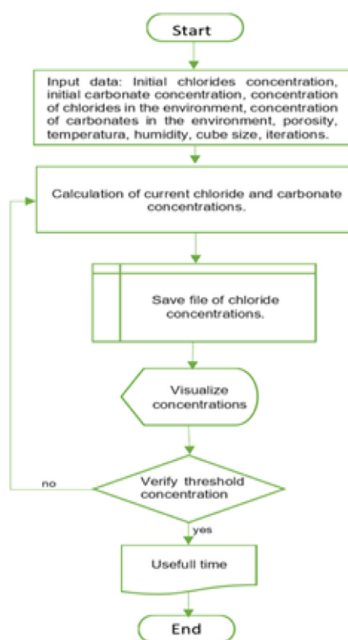 Start
Input data: Initial chlorides concentration,
initial carbonate concentration, concentration
of chlorides in the environment, concentration
of carbonates in the environment, porosity,
temperatura, humidity, cube size, iterations.
Calculation of current chloride and carbonate
concentrations.
Save file of chloride
concentrations.
Visualize
concentrations
Verify threshold
concentration
no
yes
Usefull time
End